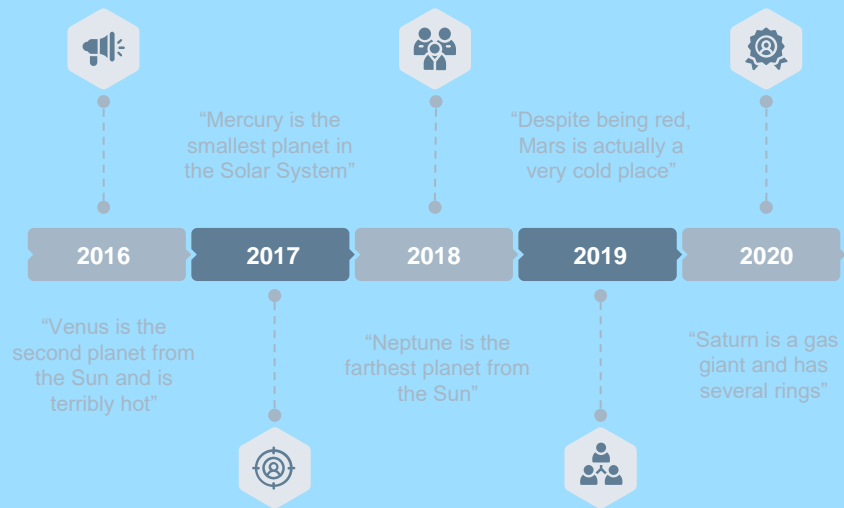 “Mercury is the
smallest planet in
the Solar System”
“Despite being red,
Mars is actually a
very cold place”
2016
2017
2018
2019
2020
“Venus is the
second planet from
the Sun and is
terribly hot”
“Neptune is the
farthest planet from
the Sun”
“Saturn is a gas
giant and has
several rings”